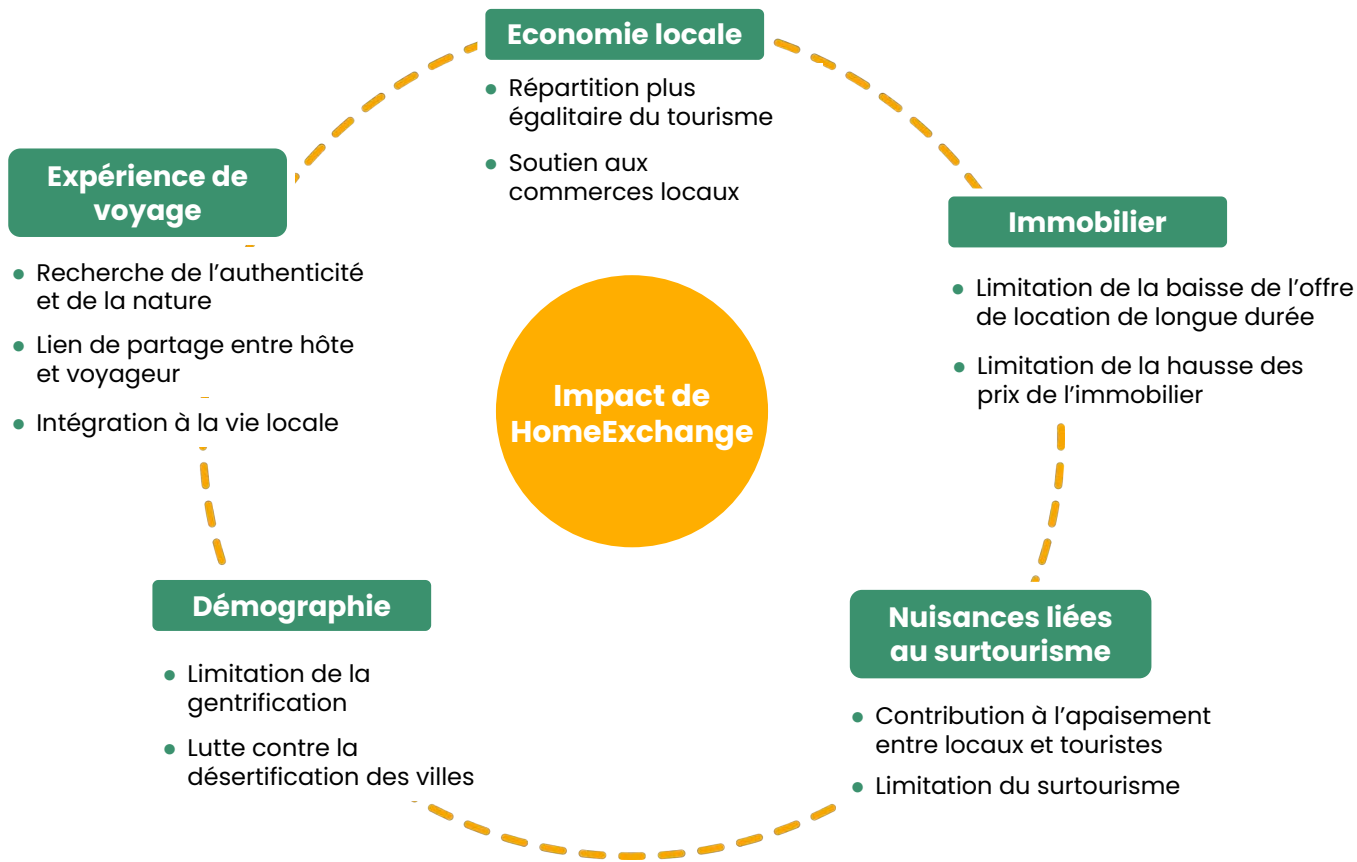 Economie locale
• Répartition plus
égalitaire du tourisme
• Soutien aux
commerces locaux
Expérience de
voyage
• Recherche de l’authenticité
et de la nature
• Lien de partage entre hôte
et voyageur
• Intégration à la vie locale
Immobilier
• Limitation de la baisse de l’offre
de location de longue durée
• Limitation de la hausse des
prix de l’immobilier
Impact de
HomeExchange
Démographie
• Limitation de la
gentrification
• Lutte contre la
désertification des villes
Nuisances liées
au surtourisme
• Contribution à l’apaisement
entre locaux et touristes
• Limitation du surtourisme